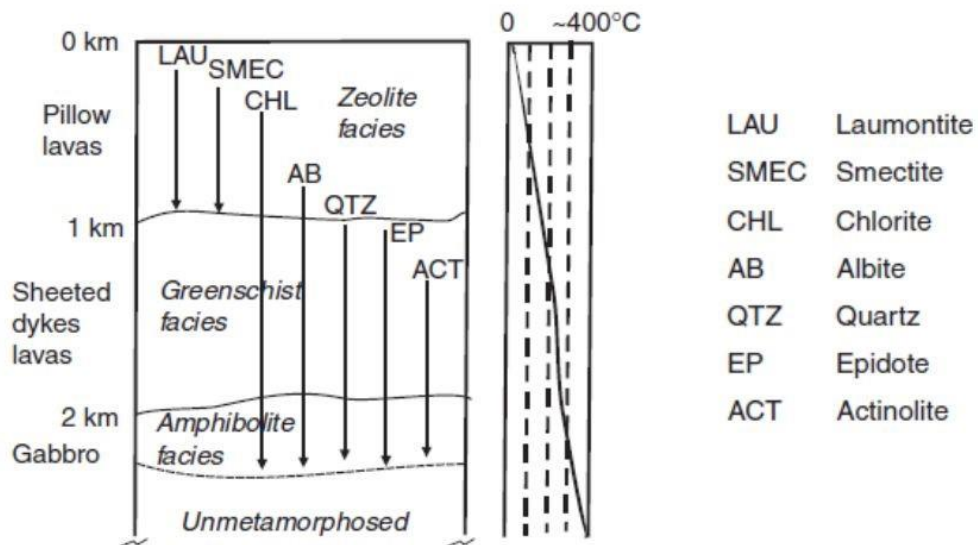 0 km
0 ~400°C
LAU
SMEC
CHL
Zeolite
facies
Pillow
lavas
AB
QTZ
1 km
EP
ACT
Sheeted
dykes
lavas
Greenschist
facies
2 km
Gabbro
Amphibolite
facies
Unmetamorphosed
LAU Laumontite
SMEC Smectite
CHL Chlorite
AB Albite
QTZ Quartz
EP Epidote
ACT Actinolite